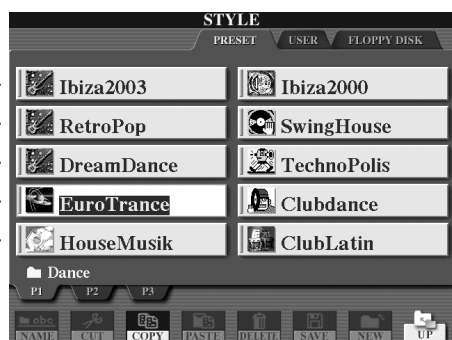 STYLE
PRESET USER FLOPPY DISK
Ibiza2003 Ibiza2000
RetroPop SwingHouse
DreamDance TechnoPolis
EuroTrance Clubdance
HouseMusik ClubLatin
Dance
P1 P2 P3
abc
NAME CUT COPY PASTE DELETE SAVE NEW UP